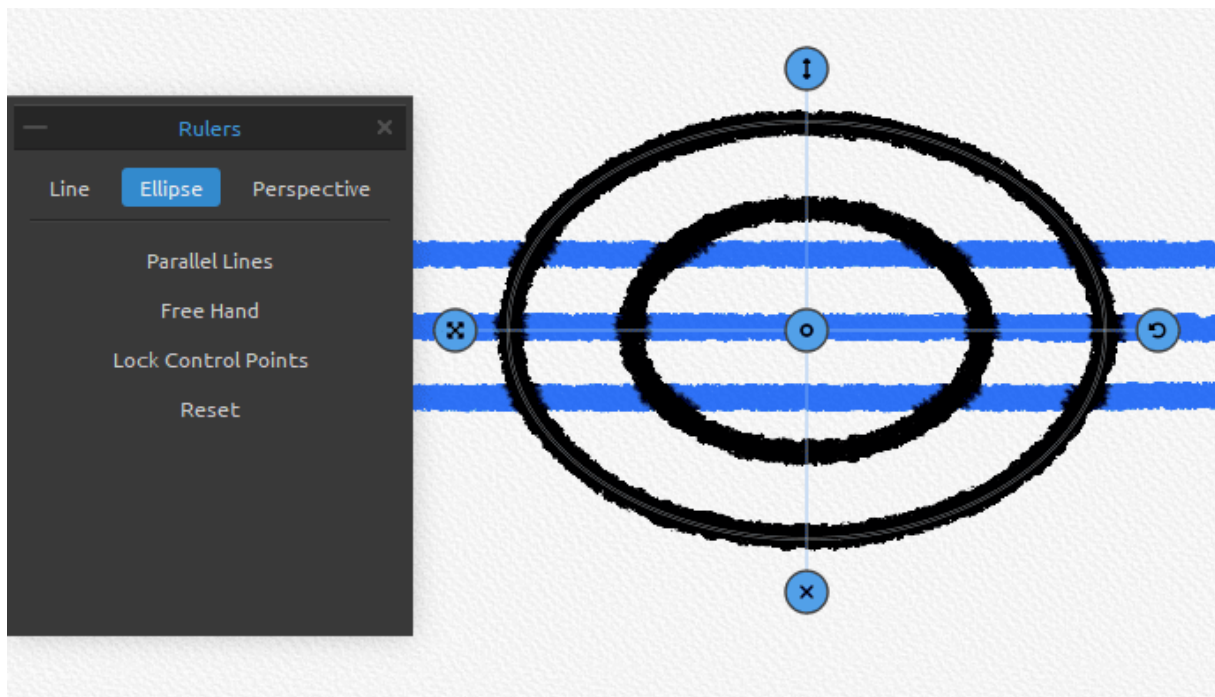 Rulers
Line Ellipse Perspective
Parallel Lines
Free Hand
Lock Control Points
Reset